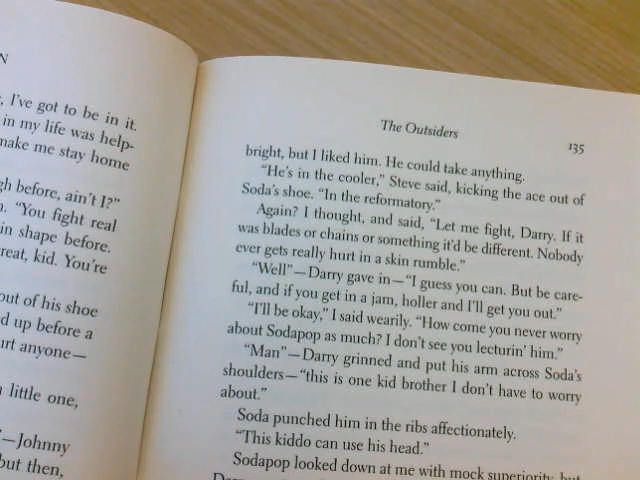 N
, I've got to be in it.
in my life was help-
make me stay home
gh before, ain't I?"
"You fight real
in shape before.
reat, kid. You're
out of his shoe
d up before a
urt anyone—
little one,
—Johnny
but then,
The Outsiders
135
bright, but I liked him. He could take anything.
"He's in the cooler," Steve said, kicking the ace out of
Soda's shoe. "In the reformatory."
Again? I thought, and said, "Let me fight, Darry. If it
was blades or chains or something it'd be different. Nobody
ever gets really hurt in a skin rumble."
"Well"—Darry gave in—"I guess you can. But be care-
ful, and if you get in a jam, holler and I'll get you out."
"I'll be okay," I said wearily. "How come you never worry
about Sodapop as much? I don't see you lecturin' him."
"Man"—Darry grinned and put his arm across Soda's
shoulders—"this is one kid brother I don't have to worry
about."
Soda punched him in the ribs affectionately.
"This kiddo can use his head."
Sodapop looked down at me with mock superiority, but